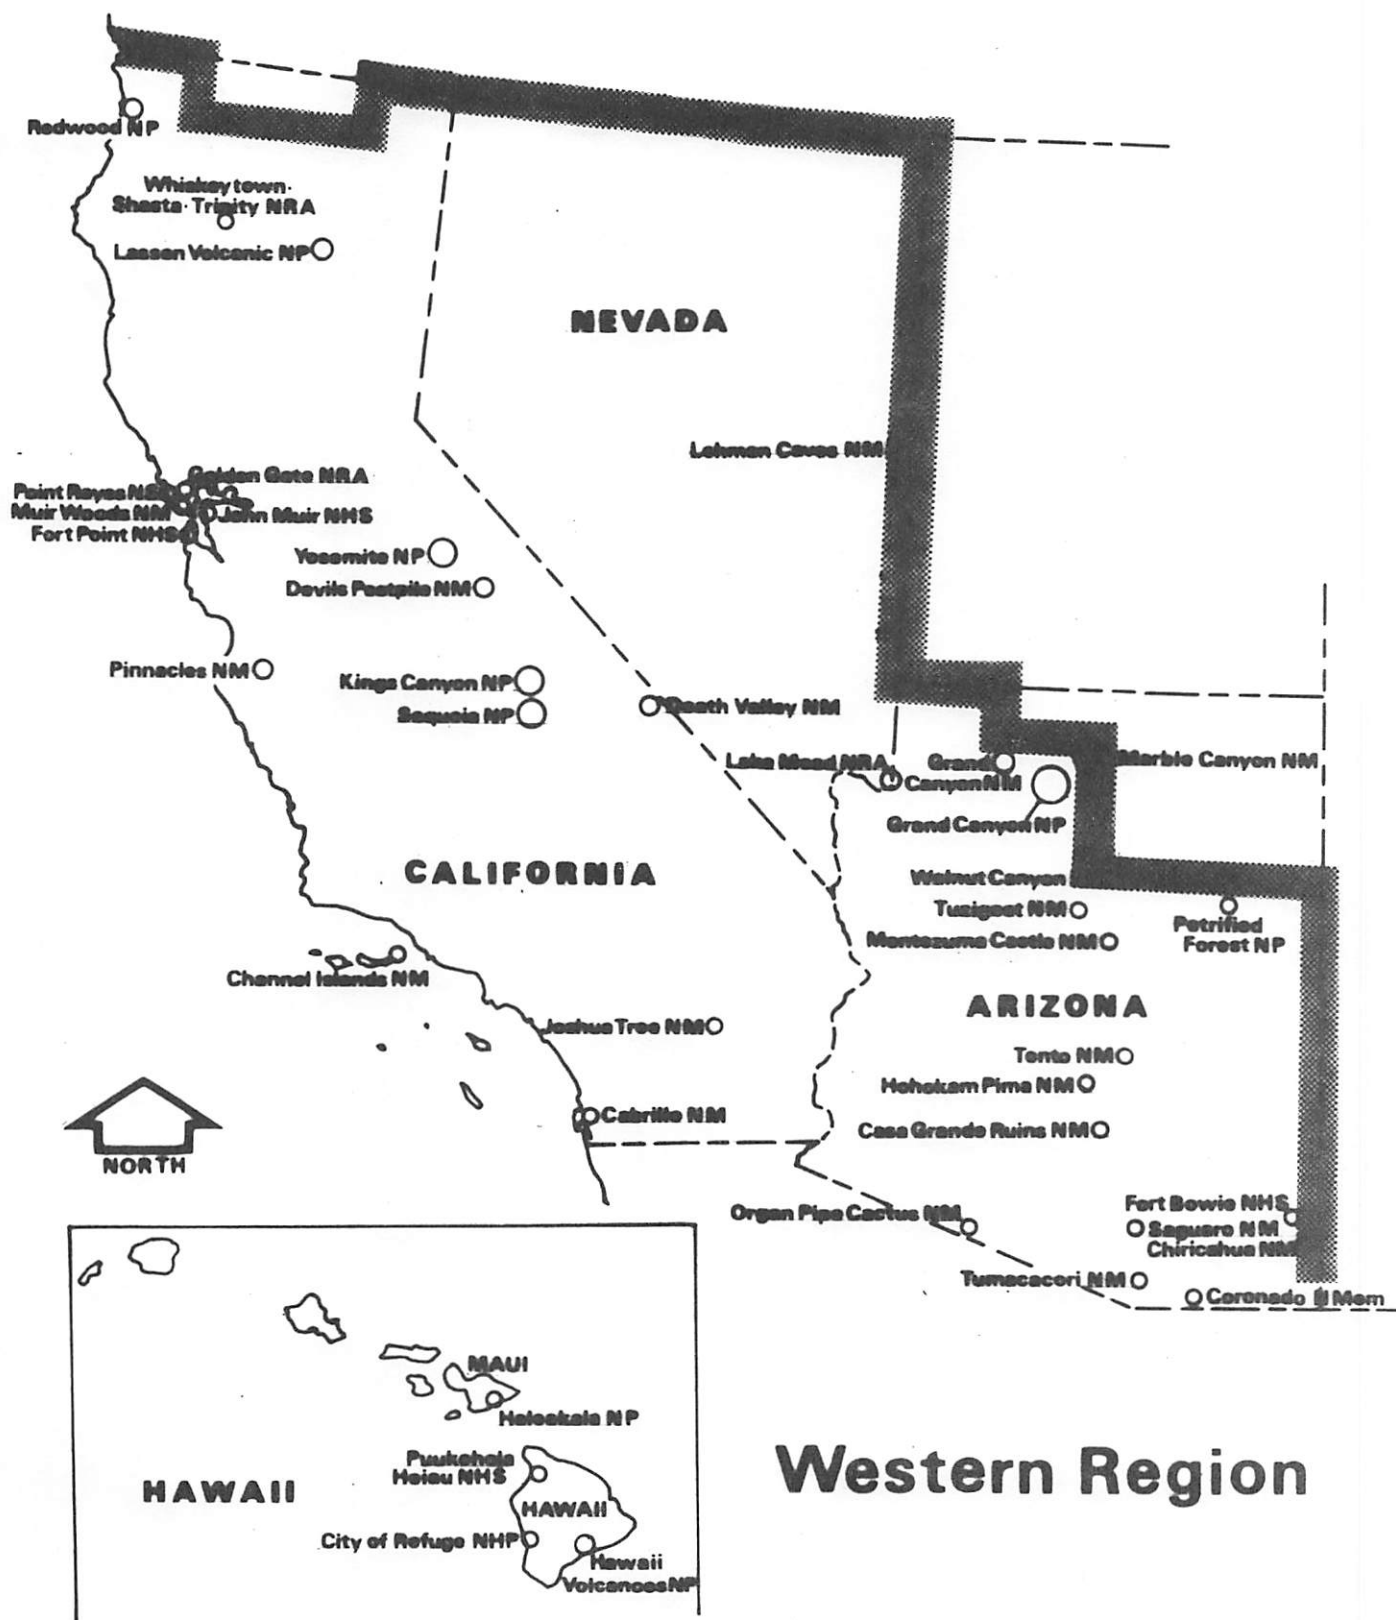 Redwood NP
Whiskeytown-
Shasta-Trinity NRA
Lassen Volcanic NP
NEVADA
Lehman Caves NM
Golden Gate NRA
Point Reyes NS
Muir Woods NM
John Muir NHS
Fort Point NHS
Yosemite NP
Devils Postpile NM
Pinnacles NM
Kings Canyon NP
Sequoia NP
Death Valley NM
Lake Mead NRA
Grand
Canyon NM
Marble Canyon NM
Grand Canyon NP
CALIFORNIA
Walnut Canyon
Tuzigoot NM
Montezuma Castle NM
Petrified
Forest NP
Channel Islands NM
ARIZONA
Joshua Tree NM
Tonto NM
Hohokam Pima NM
Cabrillo NM
Casa Grande Ruins NM
NORTH
Organ Pipe Cactus NM
Fort Bowie NHS
Saguaro NM
Chiricahua NM
Tumacacori NM
Coronado N Mem
MAUI
Haleakala NP
Puukohola
Heiau NHS
HAWAII
HAWAII
City of Refuge NHP
Hawaii
Volcanoes NP
Western Region